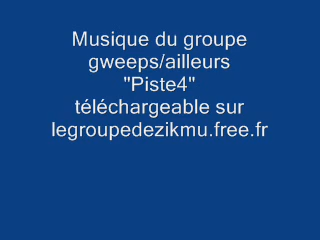 Musique du groupe
gweeps/ailleurs
"Piste4"
téléchargeable sur
legroupedezikmu.free.fr